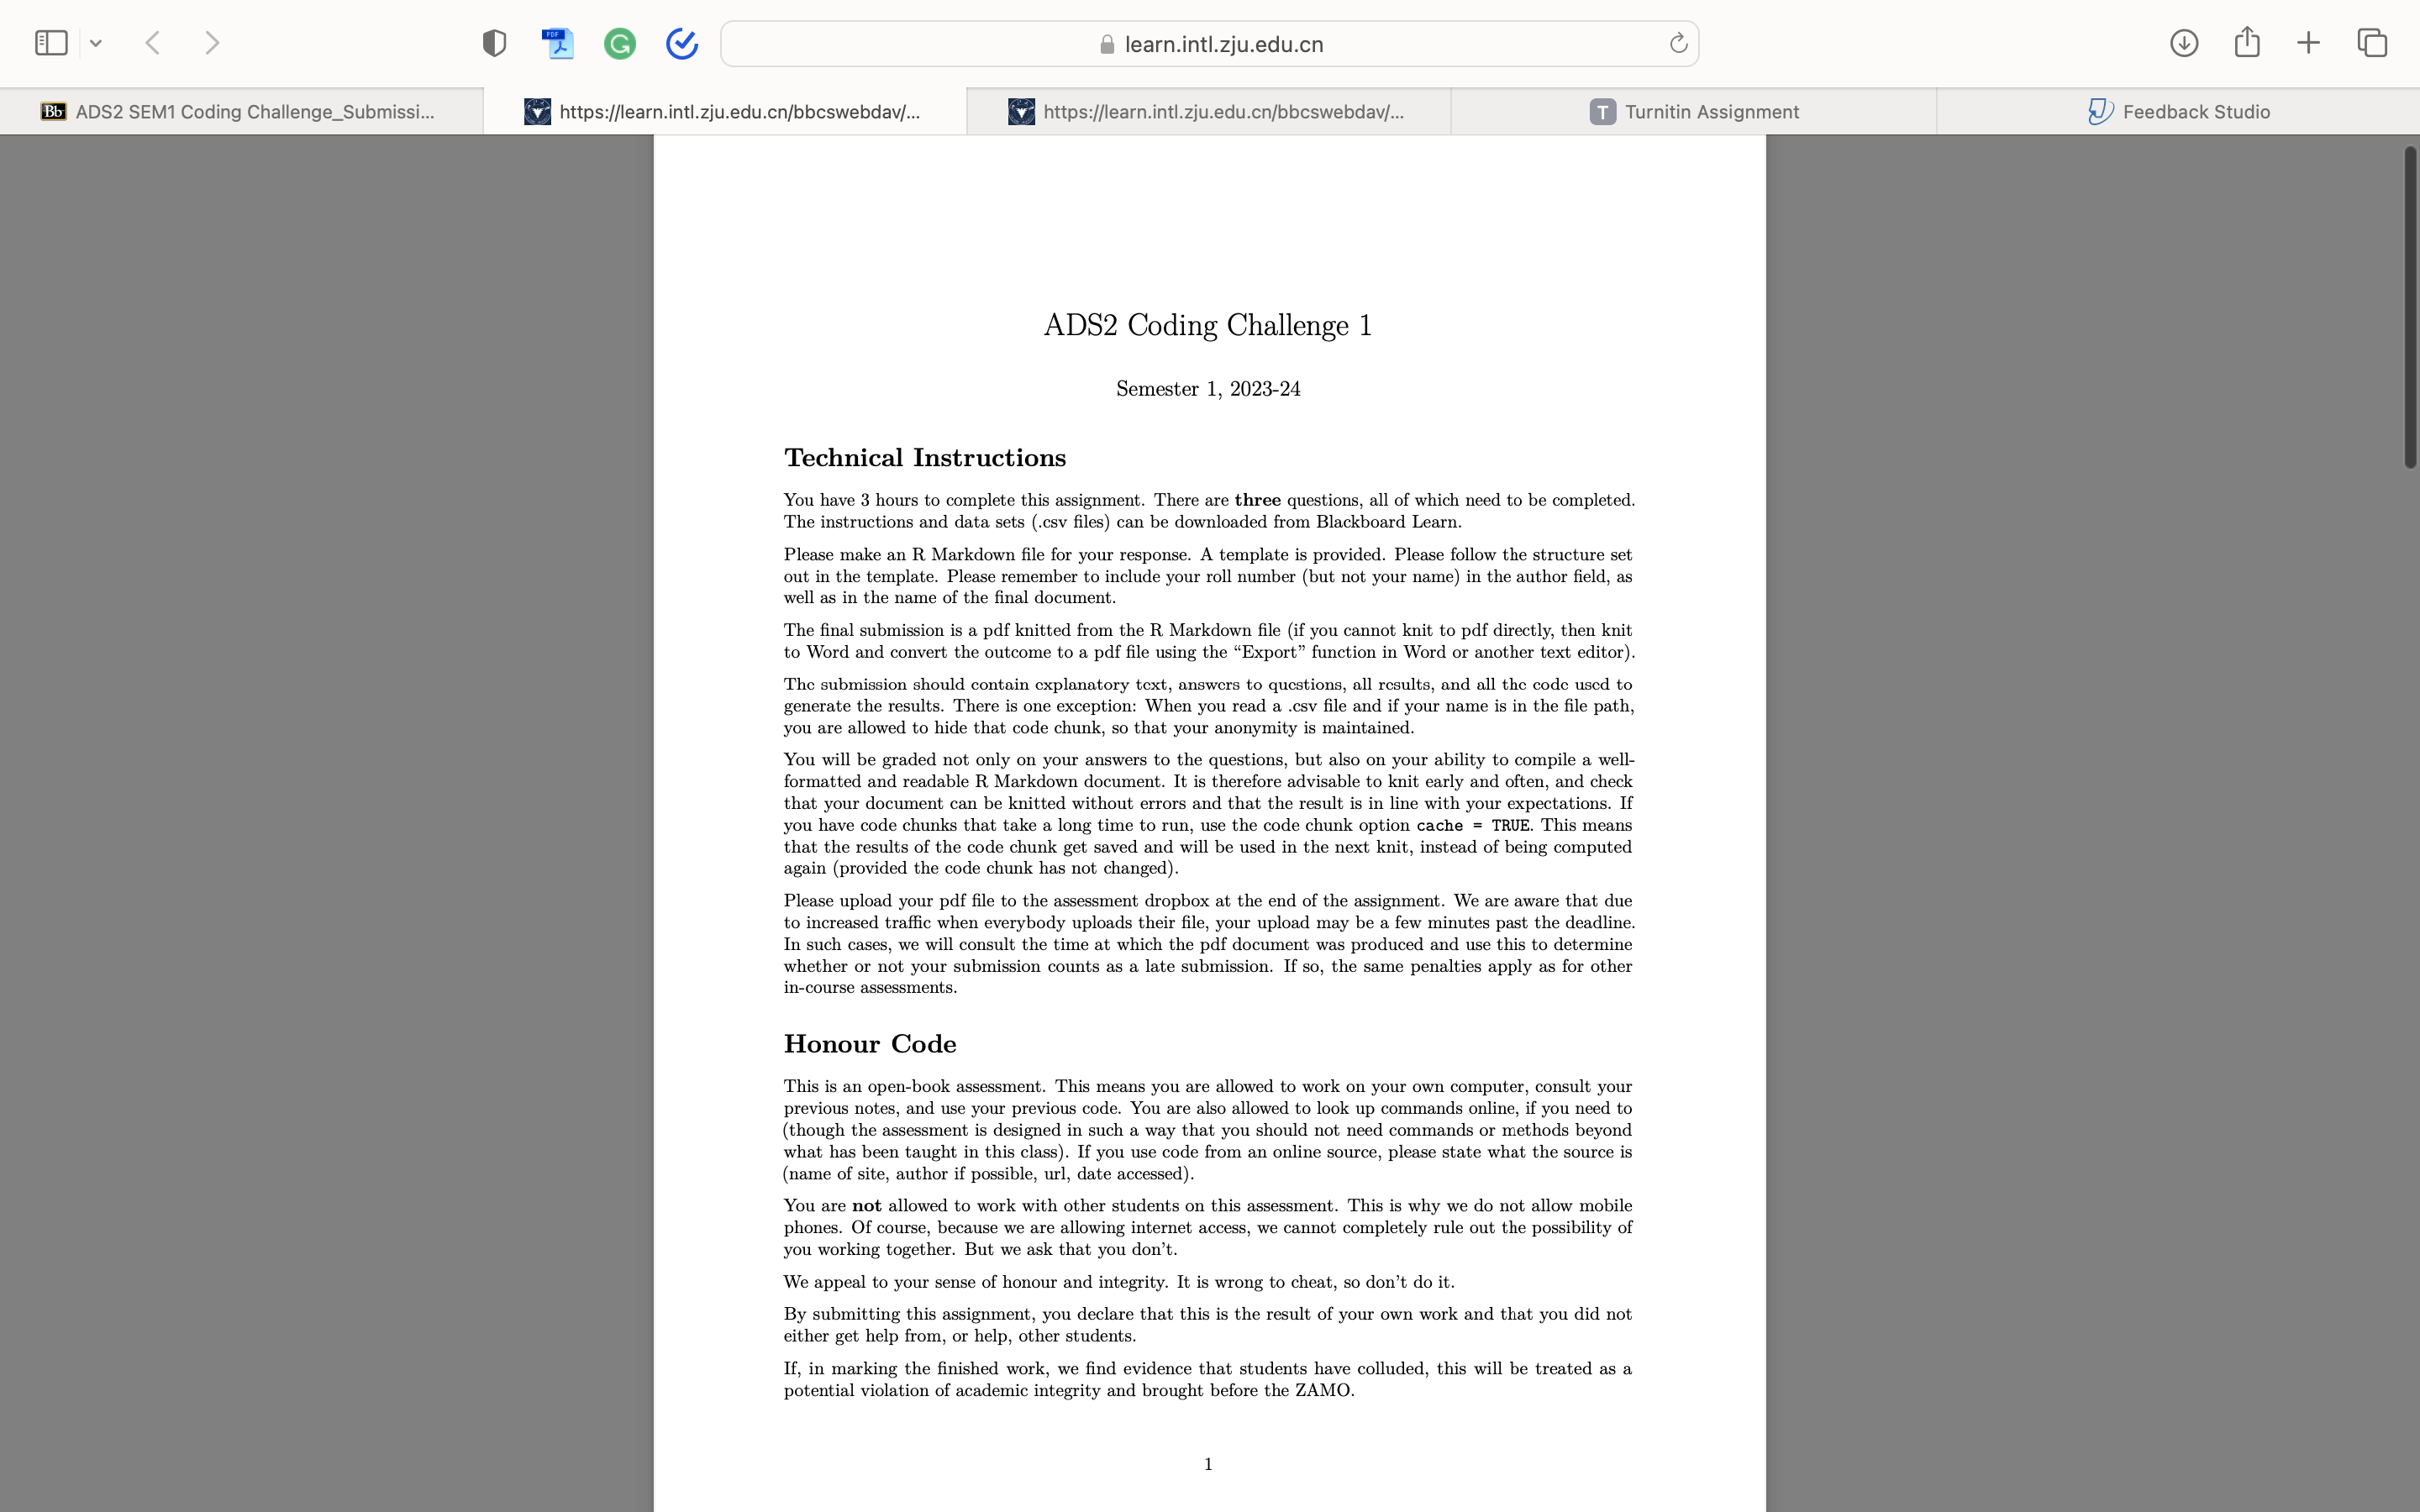 learn.intl.zju.edu.cn
Bb ADS2 SEM1 Coding Challenge_Submissi...
https://learn.intl.zju.edu.cn/bbcswebdav/...
https://learn.intl.zju.edu.cn/bbcswebdav/...
T Turnitin Assignment
Feedback Studio
PDF
G
ADS2 Coding Challenge 1
Semester 1, 2023-24
Technical Instructions
You have 3 hours to complete this assignment. There are three questions, all of which need to be completed.
The instructions and data sets (.csv files) can be downloaded from Blackboard Learn.
Please make an R Markdown file for your response. A template is provided. Please follow the structure set
out in the template. Please remember to include your roll number (but not your name) in the author field, as
well as in the name of the final document.
The final submission is a pdf knitted from the R Markdown file (if you cannot knit to pdf directly, then knit
to Word and convert the outcome to a pdf file using the “Export” function in Word or another text editor).
The submission should contain explanatory text, answers to questions, all results, and all the code used to
generate the results. There is one exception: When you read a .csv file and if your name is in the file path,
you are allowed to hide that code chunk, so that your anonymity is maintained.
You will be graded not only on your answers to the questions, but also on your ability to compile a well-
formatted and readable R Markdown document. It is therefore advisable to knit early and often, and check
that your document can be knitted without errors and that the result is in line with your expectations. If
you have code chunks that take a long time to run, use the code chunk option cache = TRUE. This means
that the results of the code chunk get saved and will be used in the next knit, instead of being computed
again (provided the code chunk has not changed).
Please upload your pdf file to the assessment dropbox at the end of the assignment. We are aware that due
to increased traffic when everybody uploads their file, your upload may be a few minutes past the deadline.
In such cases, we will consult the time at which the pdf document was produced and use this to determine
whether or not your submission counts as a late submission. If so, the same penalties apply as for other
in-course assessments.
Honour Code
This is an open-book assessment. This means you are allowed to work on your own computer, consult your
previous notes, and use your previous code. You are also allowed to look up commands online, if you need to
(though the assessment is designed in such a way that you should not need commands or methods beyond
what has been taught in this class). If you use code from an online source, please state what the source is
(name of site, author if possible, url, date accessed).
You are not allowed to work with other students on this assessment. This is why we do not allow mobile
phones. Of course, because we are allowing internet access, we cannot completely rule out the possibility of
you working together. But we ask that you don’t.
We appeal to your sense of honour and integrity. It is wrong to cheat, so don’t do it.
By submitting this assignment, you declare that this is the result of your own work and that you did not
either get help from, or help, other students.
If, in marking the finished work, we find evidence that students have colluded, this will be treated as a
potential violation of academic integrity and brought before the ZAMO.
1